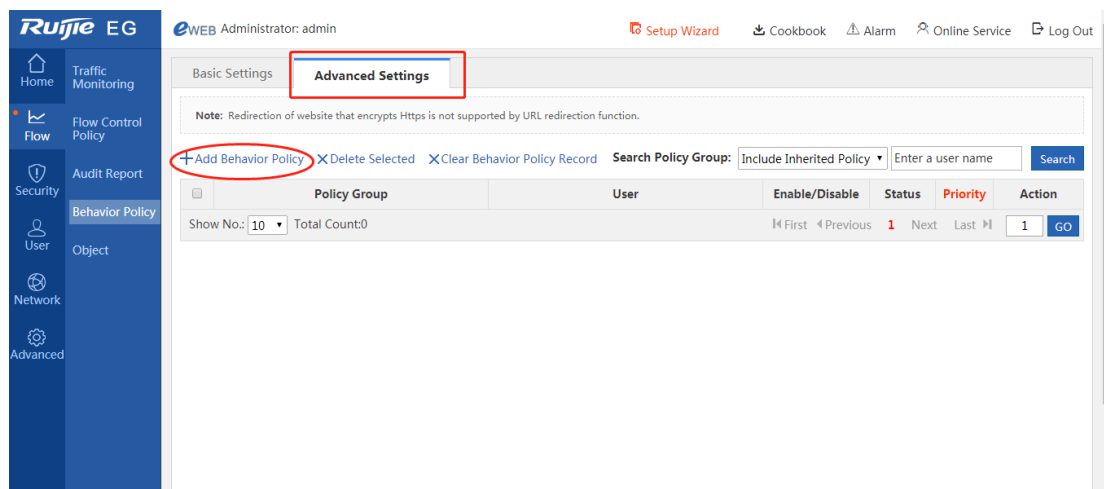 Ruijie EG
eWEB Administrator: admin
Setup Wizard
Cookbook
Alarm
Online Service
Log Out
Home
Flow
Security
User
Network
Advanced
Traffic
Monitoring
Flow Control
Policy
Audit Report
Behavior Policy
Object
Basic Settings
Advanced Settings
Note: Redirection of website that encrypts Https is not supported by URL redirection function.
Add Behavior Policy Delete Selected Clear Behavior Policy Record Search Policy Group: Include Inherited Policy Enter a user name Search
Policy Group User Enable/Disable Status Priority Action
Show No.: 10 Total Count:0 First Previous 1 Next Last 1 GO